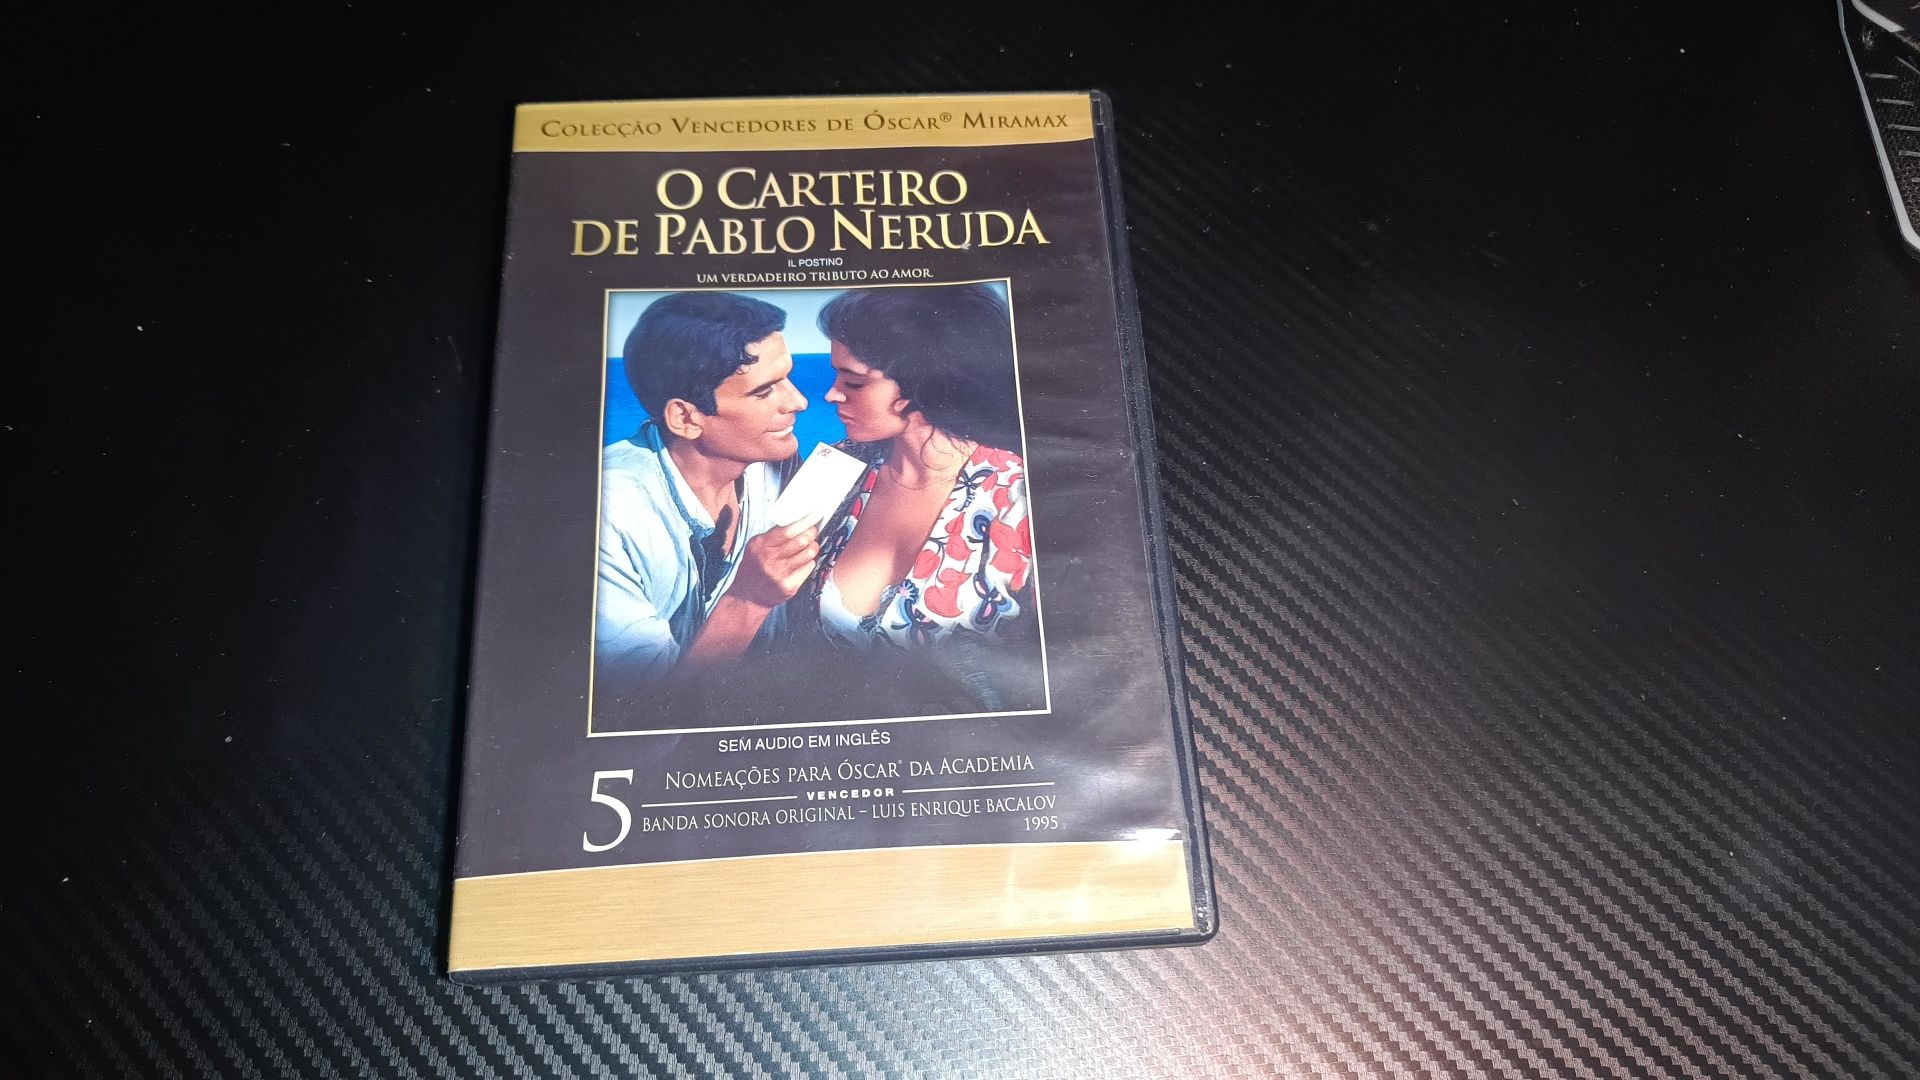 COLECÇÃO VENCEDORES DE ÓSCAR® MIRAMAX
O CARTEIRO
DE PABLO NERUDA
IL POSTINO
UM VERDADEIRO TRIBUTO AO AMOR.
SEM AUDIO EM INGLÊS
5 NOMEAÇÕES PARA ÓSCAR® DA ACADEMIA
VENCEDOR
BANDA SONORA ORIGINAL – LUIS ENRIQUE BACALOV
1995